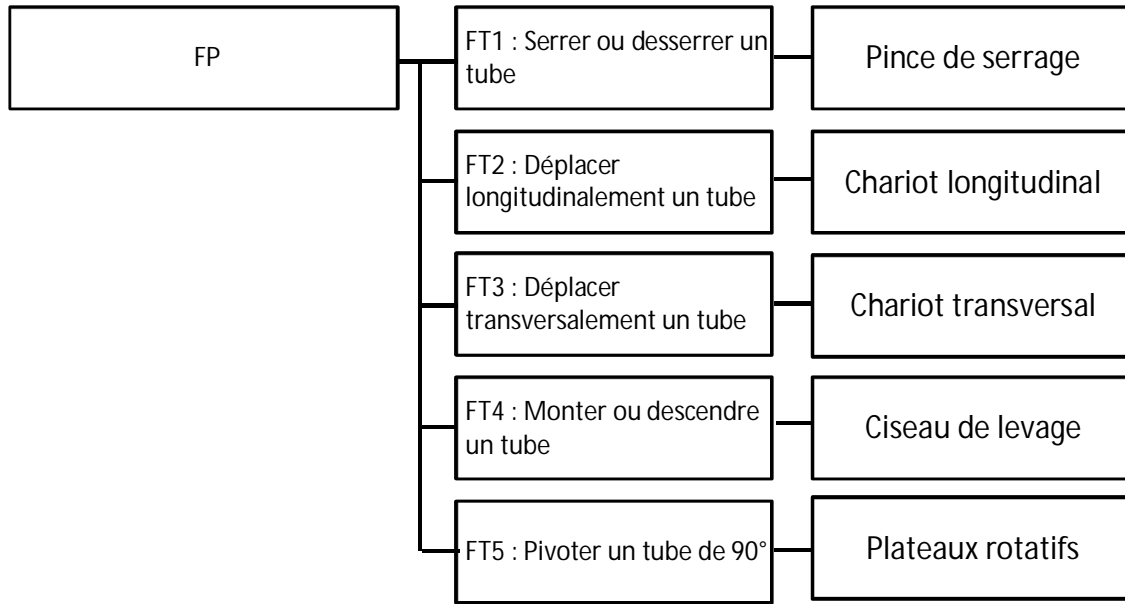 FP
FT1 : Serrer ou desserrer un
tube
Pince de serrage
FT2 : Déplacer
longitudinalement un tube
Chariot longitudinal
FT3 : Déplacer
transversalement un tube
Chariot transversal
FT4 : Monter ou descendre
un tube
Ciseau de levage
FT5 : Pivoter un tube de 90°
Plateaux rotatifs